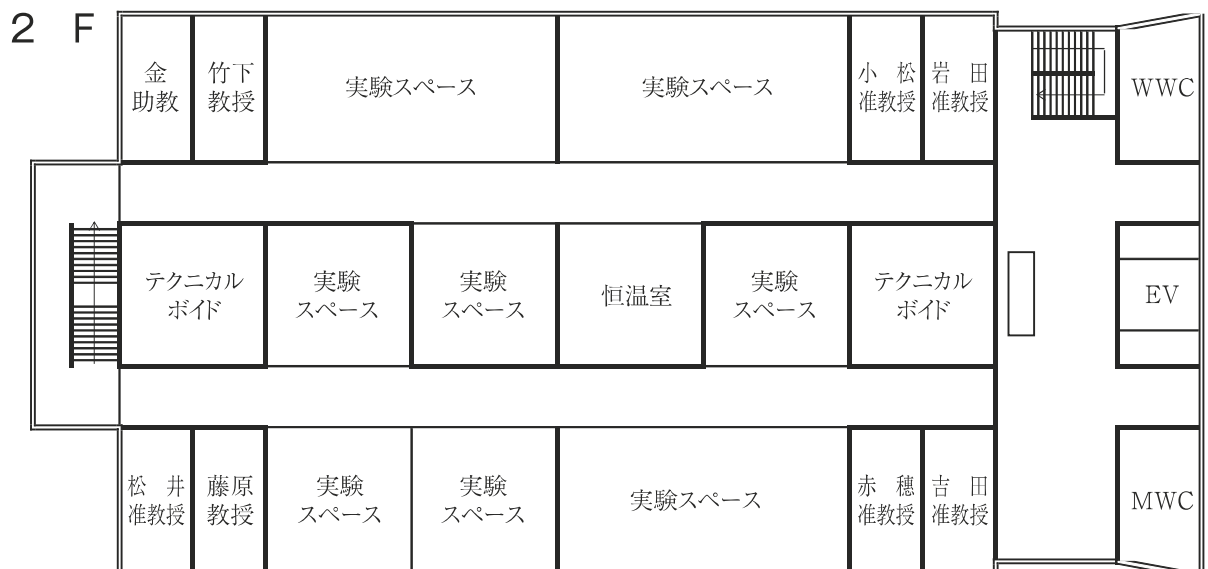 ２ Ｆ
金
助教
竹下
教授
実験スペース
実験スペース
小 松
准教授
岩 田
准教授
WWC
テクニカル
ボイド
実験
スペース
実験
スペース
恒温室
実験
スペース
テクニカル
ボイド
EV
松 井
准教授
藤原
教授
実験
スペース
実験
スペース
実験スペース
赤 穂
准教授
吉 田
准教授
MWC